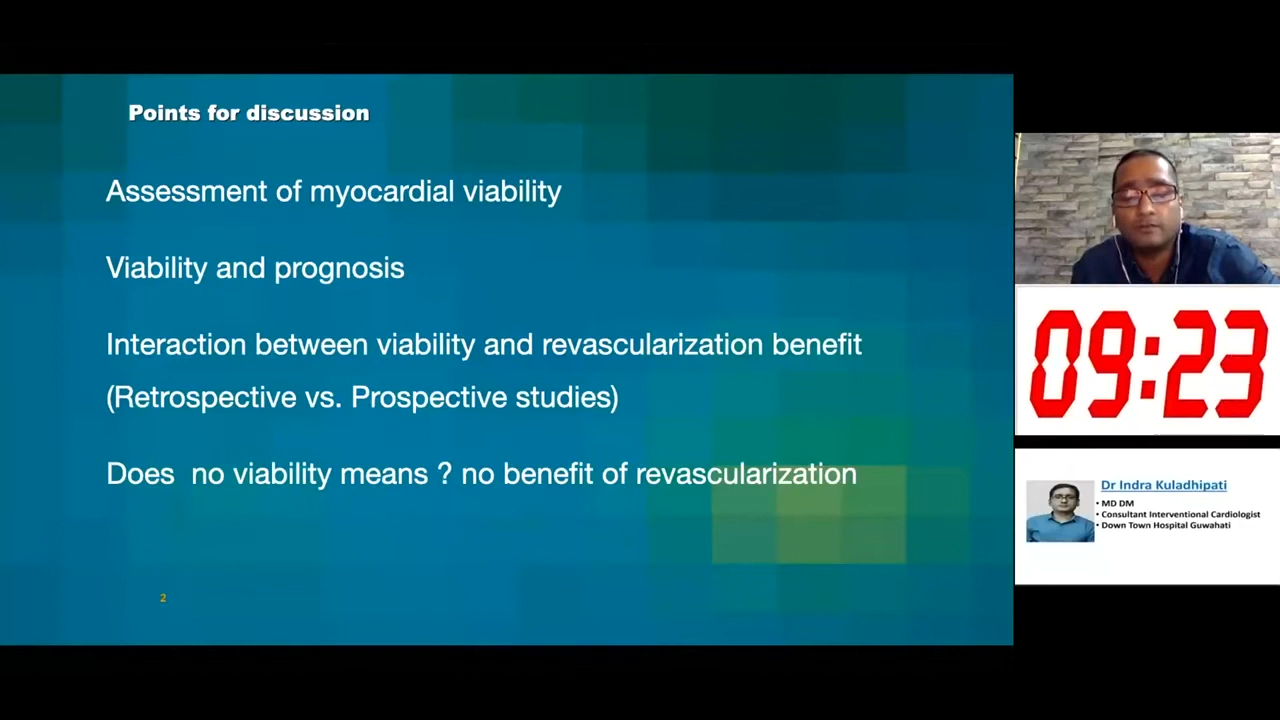 Points for discussion
Assessment of myocardial viability
Viability and prognosis
Interaction between viability and revascularization benefit
(Retrospective vs. Prospective studies)
Does no viability means ? no benefit of revascularization
2
09:23
Dr Indra Kuladhipati
• MD DM
• Consultant Interventional Cardiologist
• Down Town Hospital Guwahati